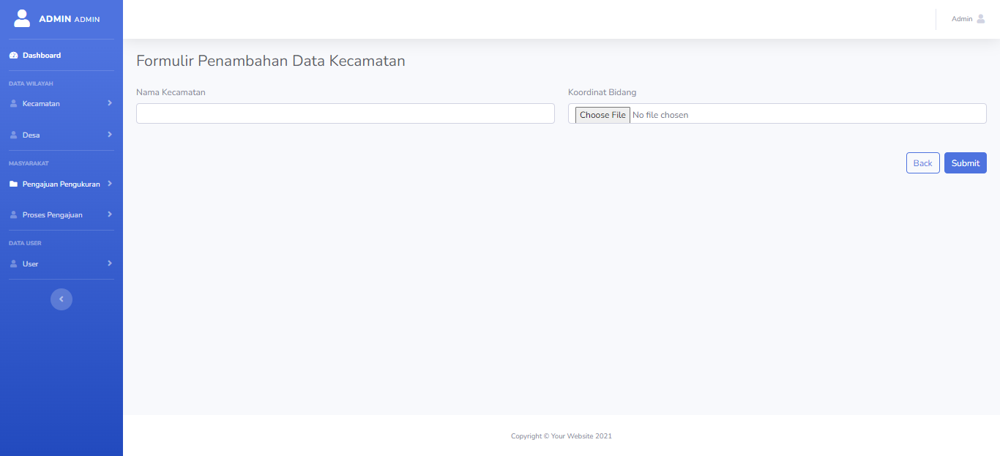 ADMIN ADMIN
Admin
Dashboard
DATA WILAYAH
Kecamatan
Desa
MASYARAKAT
Pengajuan Pengukuran
Proses Pengajuan
DATA USER
User
Formulir Penambahan Data Kecamatan
Nama Kecamatan
Koordinat Bidang
Choose File No file chosen
Back
Submit
Copyright © Your Website 2021